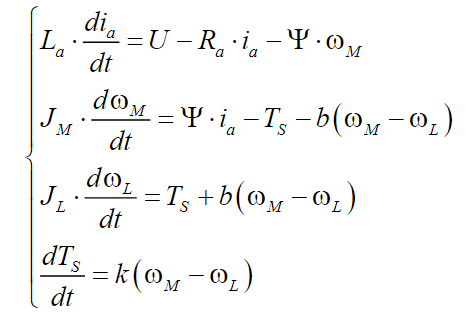 L_a · di_a/dt = U − R_a · i_a − Ψ · ω_M
J_M · dω_M/dt = Ψ · i_a − T_S − b(ω_M − ω_L)
J_L · dω_L/dt = T_S + b(ω_M − ω_L)
dT_S/dt = k(ω_M − ω_L)